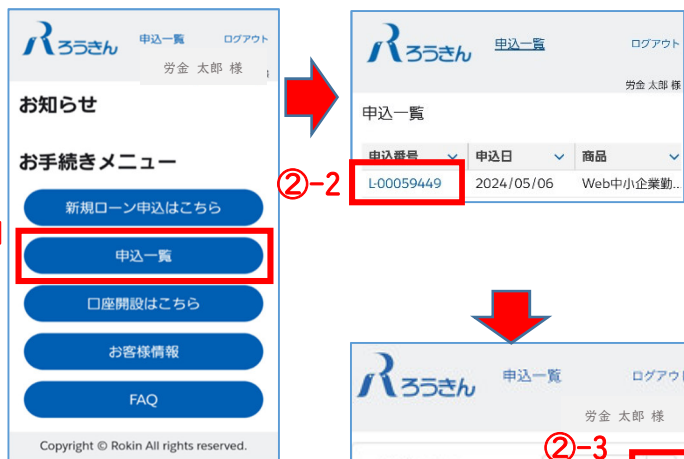 ろうきん 申込一覧 ログアウト
労金 太郎 様
お知らせ
お手続きメニュー
新規ローン申込はこちら
申込一覧
口座開設はこちら
お客様情報
FAQ
Copyright © Rokin All rights reserved.
ろうきん 申込一覧 ログアウト
労金 太郎 様
申込一覧
申込番号 申込日 商品
②-2
L-00059449 2024/05/06 Web中小企業勤...
ろうきん 申込一覧 ログアウト
労金 太郎 様
②-3